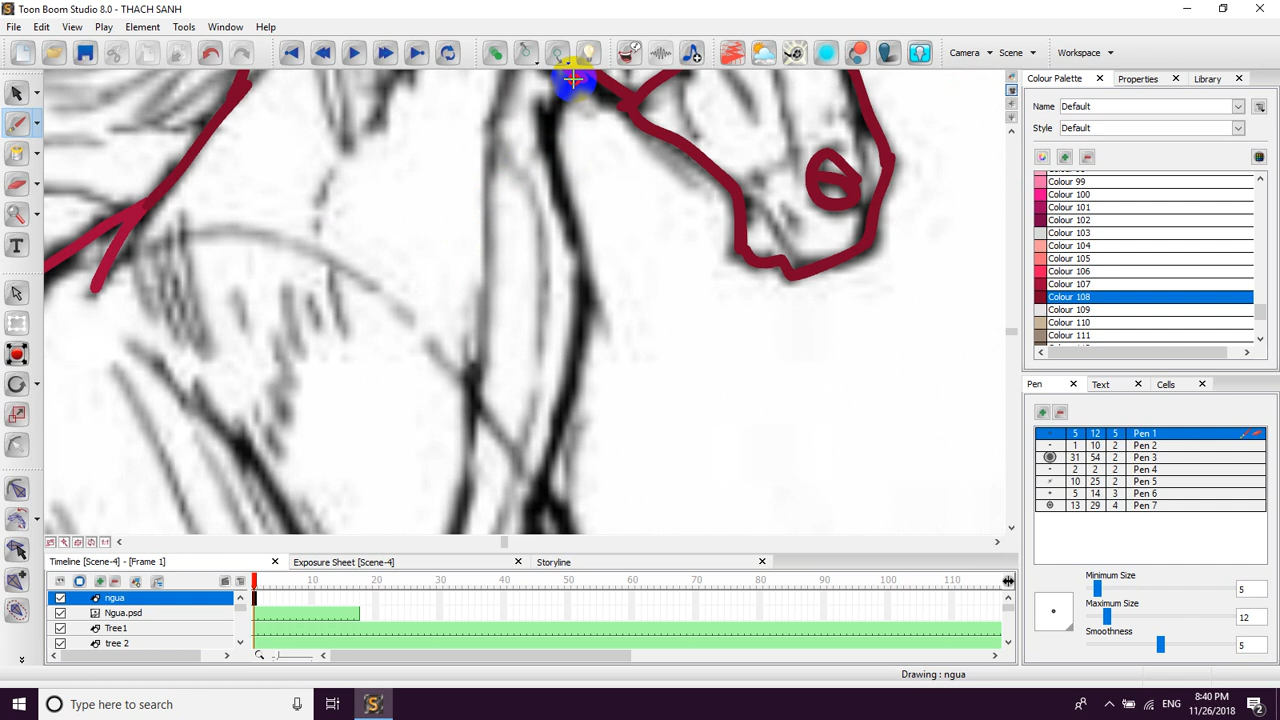 Toon Boom Studio 8.0 - THACH SANH
File Edit View Play Element Tools Window Help
Camera Scene Workspace
Colour Palette Properties Library
Name Default
Style Default
Colour 99
Colour 100
Colour 101
Colour 102
Colour 103
Colour 104
Colour 105
Colour 106
Colour 107
Colour 108
Colour 109
Colour 110
Colour 111
Pen Text Cells
5 12 5 Pen 1
1 10 2 Pen 2
31 54 2 Pen 3
2 2 2 Pen 4
10 25 2 Pen 5
5 14 3 Pen 6
13 29 4 Pen 7
Minimum Size
5
Maximum Size
12
Smoothness
5
Timeline [Scene-4] - [Frame 1] Exposure Sheet [Scene-4] Storyline
10 20 30 40 50 60 70 80 90 100 110
ngua
Ngua.psd
Tree1
tree 2
Drawing : ngua
Type here to search
ENG
8:40 PM
11/26/2018
2